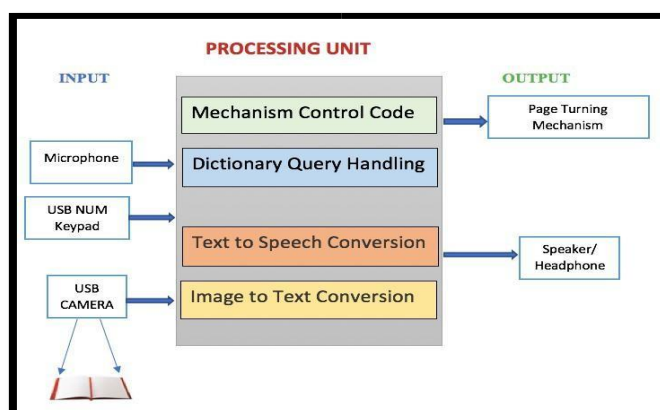 PROCESSING UNIT
INPUT
OUTPUT
Mechanism Control Code
Page Turning
Mechanism
Microphone
Dictionary Query Handling
USB NUM
Keypad
Text to Speech Conversion
Speaker/
Headphone
USB
CAMERA
Image to Text Conversion